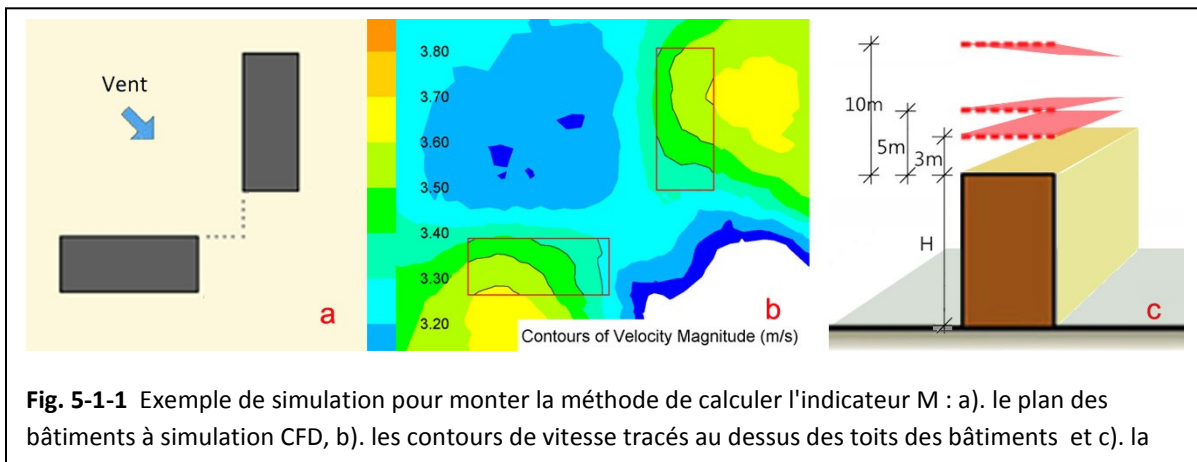 Vent
a
3.80
3.70
3.60
3.50
3.40
3.30
3.20
b
Contours of Velocity Magnitude (m/s)
10m
5m
3m
H
c
Fig. 5-1-1 Exemple de simulation pour monter la méthode de calculer l'indicateur M : a). le plan des
bâtiments à simulation CFD, b). les contours de vitesse tracés au dessus des toits des bâtiments et c). la